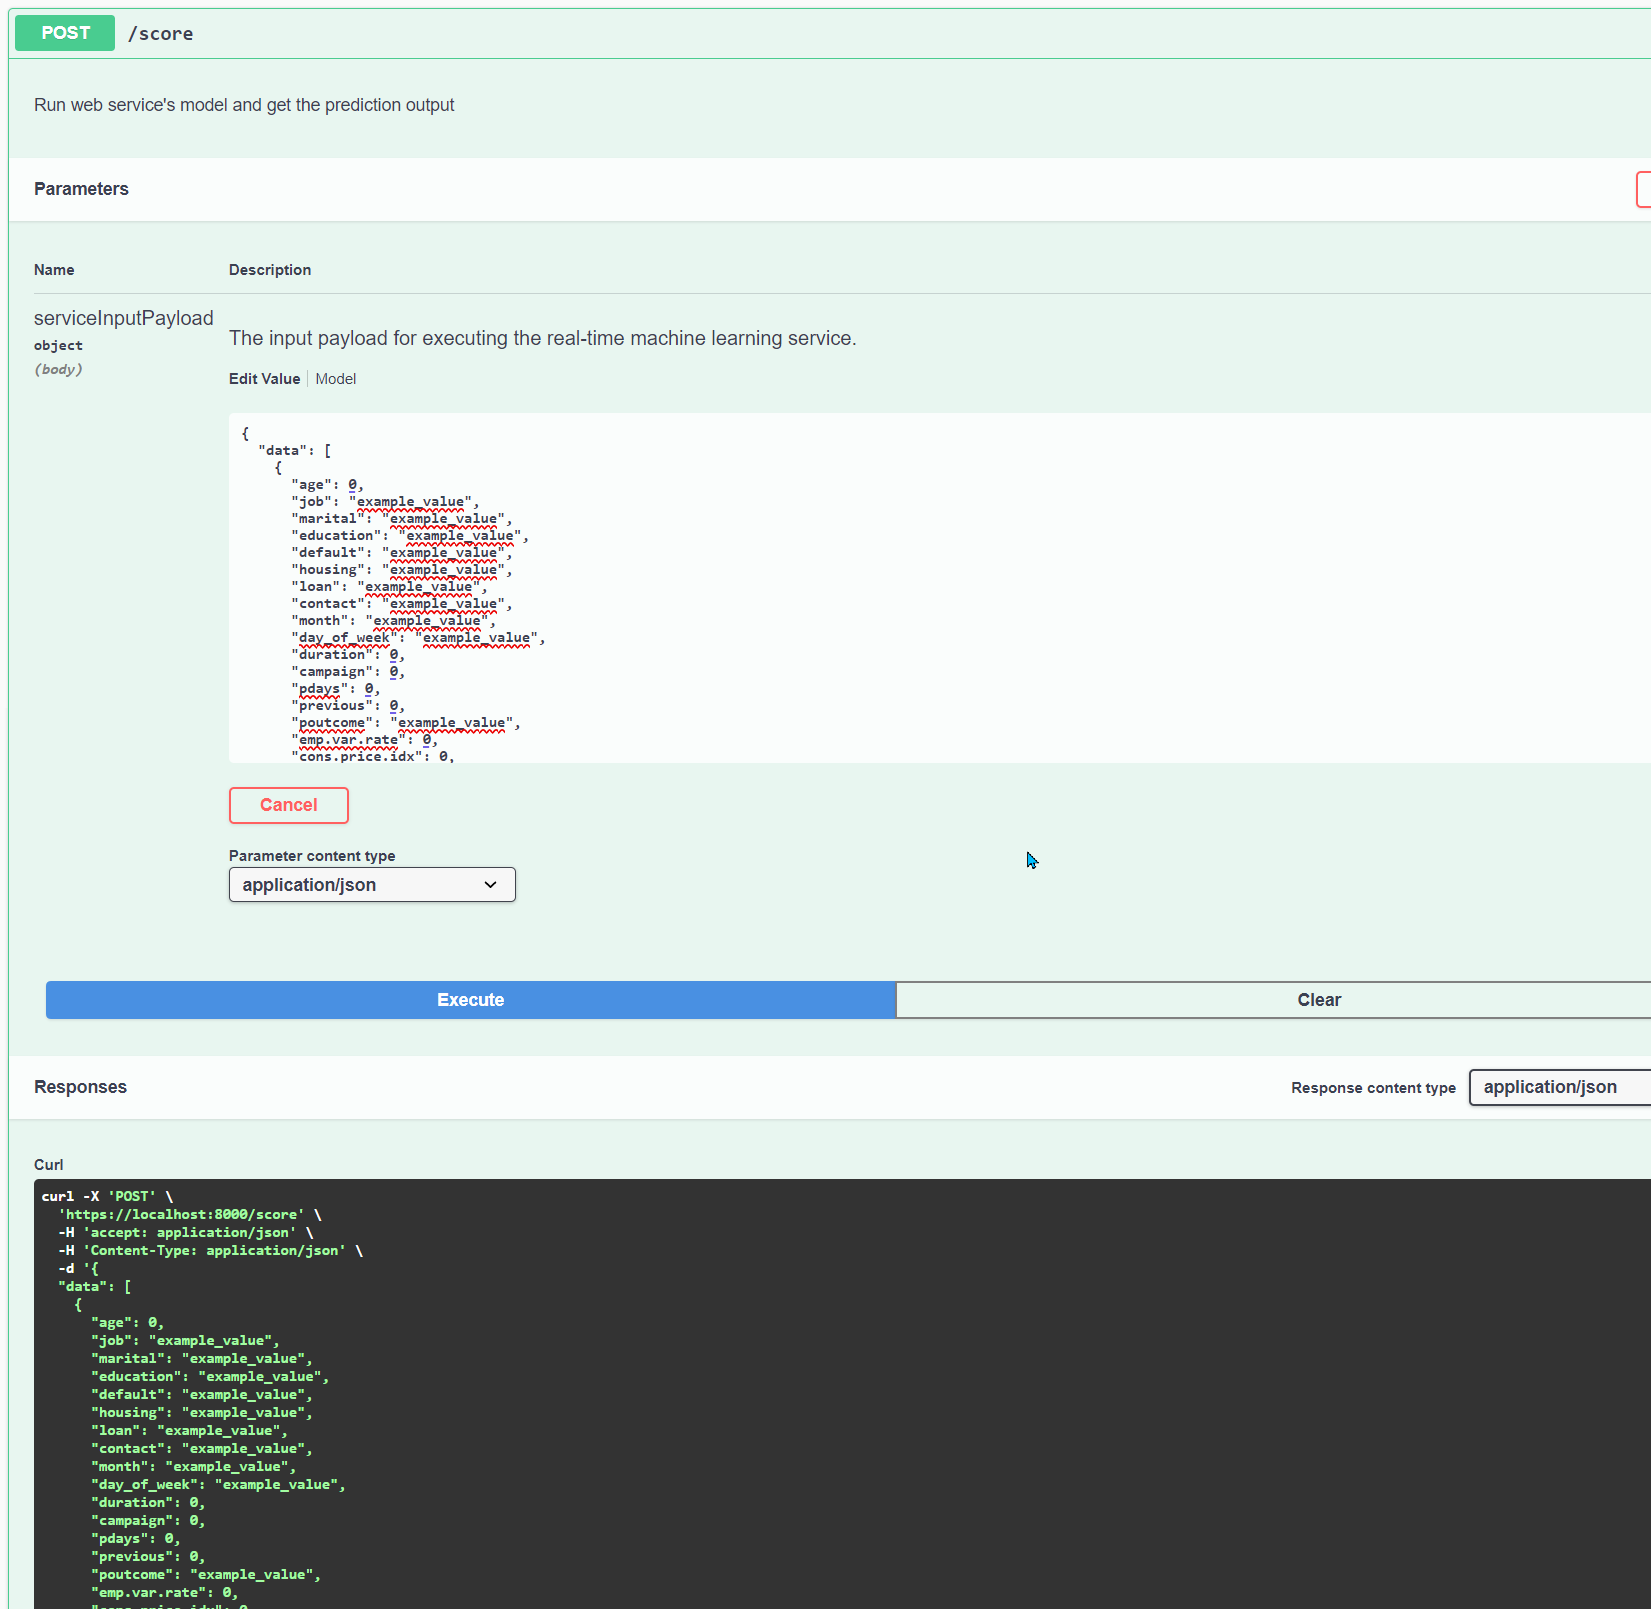 POST /score
Run web service's model and get the prediction output
Parameters
Name Description
serviceInputPayload
object
(body)
The input payload for executing the real-time machine learning service.
Edit Value Model
{
"data": [
{
"age": 0,
"job": "example_value",
"marital": "example_value",
"education": "example_value",
"default": "example_value",
"housing": "example_value",
"loan": "example_value",
"contact": "example_value",
"month": "example_value",
"day_of_week": "example_value",
"duration": 0,
"campaign": 0,
"pdays": 0,
"previous": 0,
"poutcome": "example_value",
"emp.var.rate": 0,
"cons.price.idx": 0,
Cancel
Parameter content type
application/json
Execute Clear
Responses Response content type application/json
Curl
curl -X 'POST' \
'https://localhost:8000/score' \
-H 'accept: application/json' \
-H 'Content-Type: application/json' \
-d '{
"data": [
{
"age": 0,
"job": "example_value",
"marital": "example_value",
"education": "example_value",
"default": "example_value",
"housing": "example_value",
"loan": "example_value",
"contact": "example_value",
"month": "example_value",
"day_of_week": "example_value",
"duration": 0,
"campaign": 0,
"pdays": 0,
"previous": 0,
"poutcome": "example_value",
"emp.var.rate": 0,